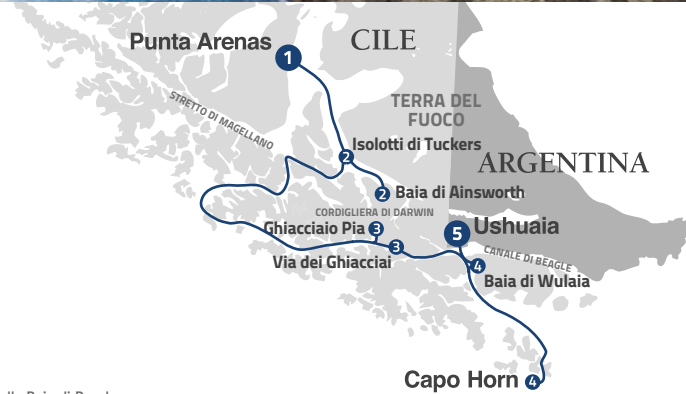 Punta Arenas
1
CILE
STRETTO DI MAGELLANO
TERRA DEL
FUOCO
Isolotti di Tuckers
2
ARGENTINA
2
Baia di Ainsworth
CORDIGLIERA DI DARWIN
Ghiacciaio Pia
3
5
Ushuaia
3
Via dei Ghiacciai
CANALE DI BEAGLE
4
Baia di Wulaia
Capo Horn
4